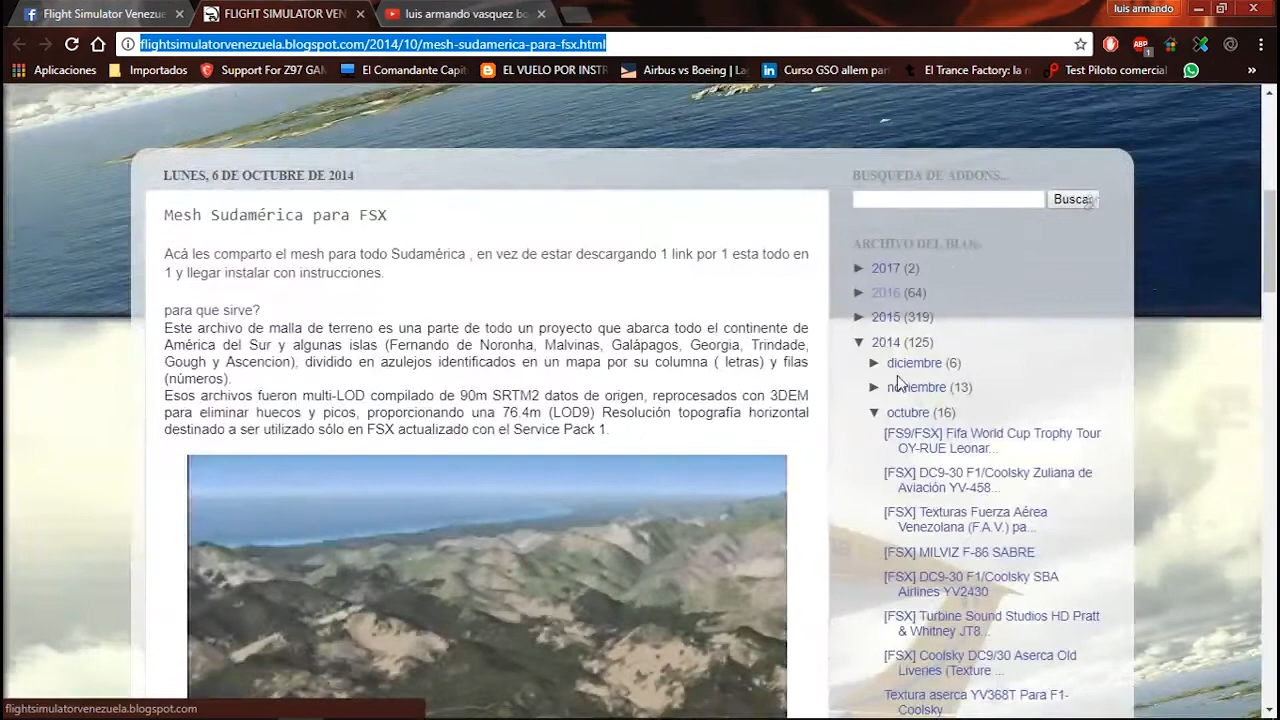 Flight Simulator Venezue
FLIGHT SIMULATOR VEN
luis armando vasquez bo
luis armando
flightsimulatorvenezuela.blogspot.com/2014/10/mesh-sudamerica-para-fsx.html
Aplicaciones
Importados
Support For Z97 GAM
El Comandante Capit
EL VUELO POR INSTR
Airbus vs Boeing | La
Curso GSO allem par
El Trance Factory: la r
Test Piloto comercial
»
LUNES, 6 DE OCTUBRE DE 2014
Mesh Sudamérica para FSX
Acá les comparto el mesh para todo Sudamérica , en vez de estar descargando 1 link por 1 esta todo en
1 y llegar instalar con instrucciones.
para que sirve?
Este archivo de malla de terreno es una parte de todo un proyecto que abarca todo el continente de
América del Sur y algunas islas (Fernando de Noronha, Malvinas, Galápagos, Georgia, Trindade,
Gough y Ascencion), dividido en azulejos identificados en un mapa por su columna ( letras) y filas
(números).
Esos archivos fueron multi-LOD compilado de 90m SRTM2 datos de origen, reprocesados con 3DEM
para eliminar huecos y picos, proporcionando una 76.4m (LOD9) Resolución topografía horizontal
destinado a ser utilizado sólo en FSX actualizado con el Service Pack 1.
BUSQUEDA DE ADDONS...
Buscar
ARCHIVO DEL BLOG
► 2017 (2)
► 2016 (64)
► 2015 (319)
▼ 2014 (125)
► diciembre (6)
► noviembre (13)
▼ octubre (16)
[FS9/FSX] Fifa World Cup Trophy Tour
OY-RUE Leonar...
[FSX] DC9-30 F1/Coolsky Zuliana de
Aviación YV-458...
[FSX] Texturas Fuerza Aérea
Venezolana (F.A.V.) pa...
[FSX] MILVIZ F-86 SABRE
[FSX] DC9-30 F1/Coolsky SBA
Airlines YV2430
[FSX] Turbine Sound Studios HD Pratt
& Whitney JT8...
[FSX] Coolsky DC9/30 Aserca Old
Liveries (Texture ...
Textura aserca YV368T Para F1-
Coolsky
flightsimulatorvenezuela.blogspot.com